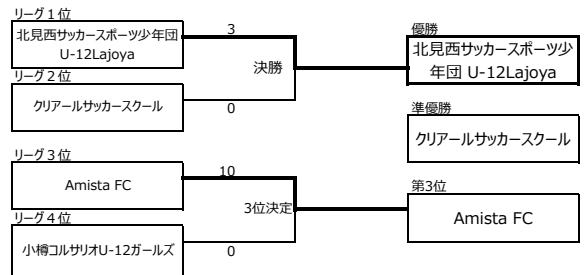 リーグ１位
北見西サッカースポーツ少年団
U-12Lajoya
3
決勝
リーグ２位
クリアールサッカースクール
0
優勝
北見西サッカースポーツ少
年団 U-12Lajoya
準優勝
クリアールサッカースクール
リーグ３位
Amista FC
10
3位決定
リーグ４位
小樽コルサリオU-12ガールズ
0
第3位
Amista FC